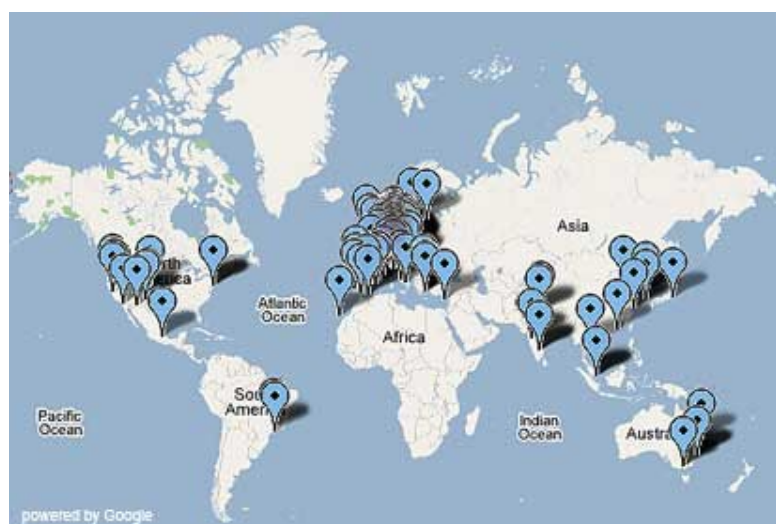 Asia
Atlantic
Ocean
Africa
Pacific
Ocean
Indian
Ocean
powered by Google